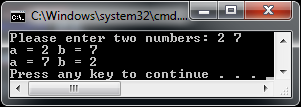 C:\Windows\system32\cmd....
Please enter two numbers: 2 7
a = 2 b = 7
a = 7 b = 2
Press any key to continue . . .